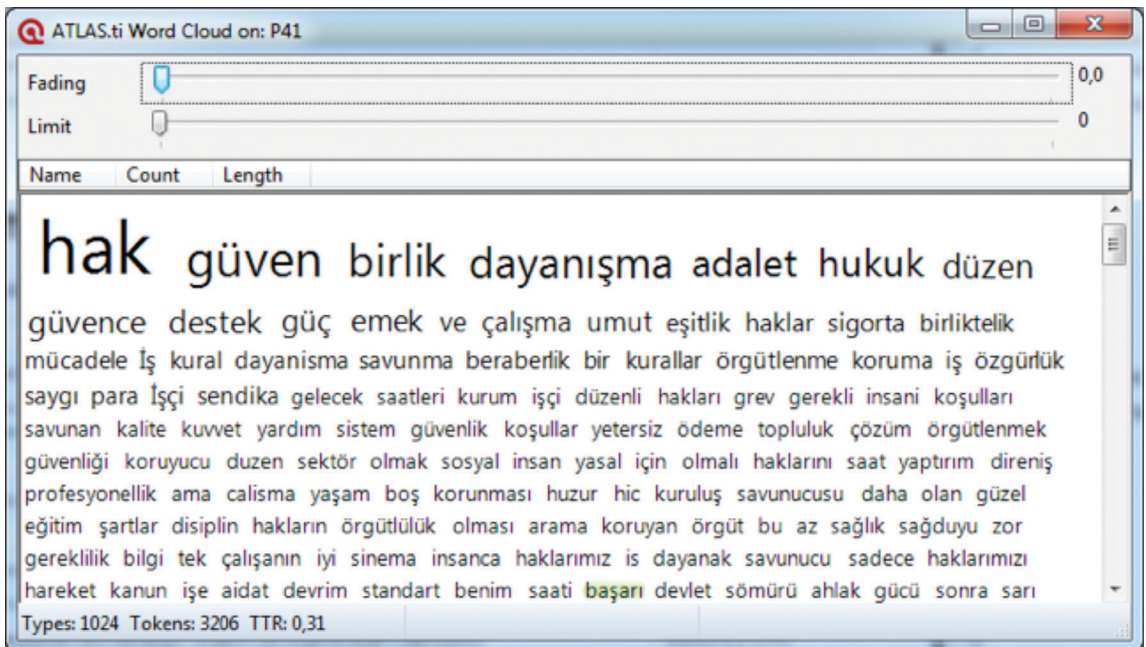 ATLAS.ti Word Cloud on: P41
Fading 0,0
Limit 0
Name Count Length
hak güven birlik dayanışma adalet hukuk düzen
güvence destek güç emek ve çalışma umut eşitlik haklar sigorta birliktelik
mücadele İş kural dayanisma savunma beraberlik bir kurallar örgütlenme koruma iş özgürlük
saygı para İşçi sendika gelecek saatleri kurum işçi düzenli hakları grev gerekli insani koşulları
savunan kalite kuvvet yardım sistem güvenlik koşullar yetersiz ödeme topluluk çözüm örgütlenmek
güvenliği koruyucu duzen sektör olmak sosyal insan yasal için olmalı haklarını saat yaptırım direniş
profesyonellik ama calisma yaşam boş korunması huzur hic kuruluş savunucusu daha olan güzel
eğitim şartlar disiplin hakların örgütlülük olması arama koruyan örgüt bu az sağlık sağduyu zor
gereklilik bilgi tek çalışanın iyi sinema insanca haklarımız is dayanak savunucu sadece haklarımızı
hareket kanun işe aidat devrim standart benim saati başarı devlet sömürü ahlak gücü sonra sarı
Types: 1024 Tokens: 3206 TTR: 0,31